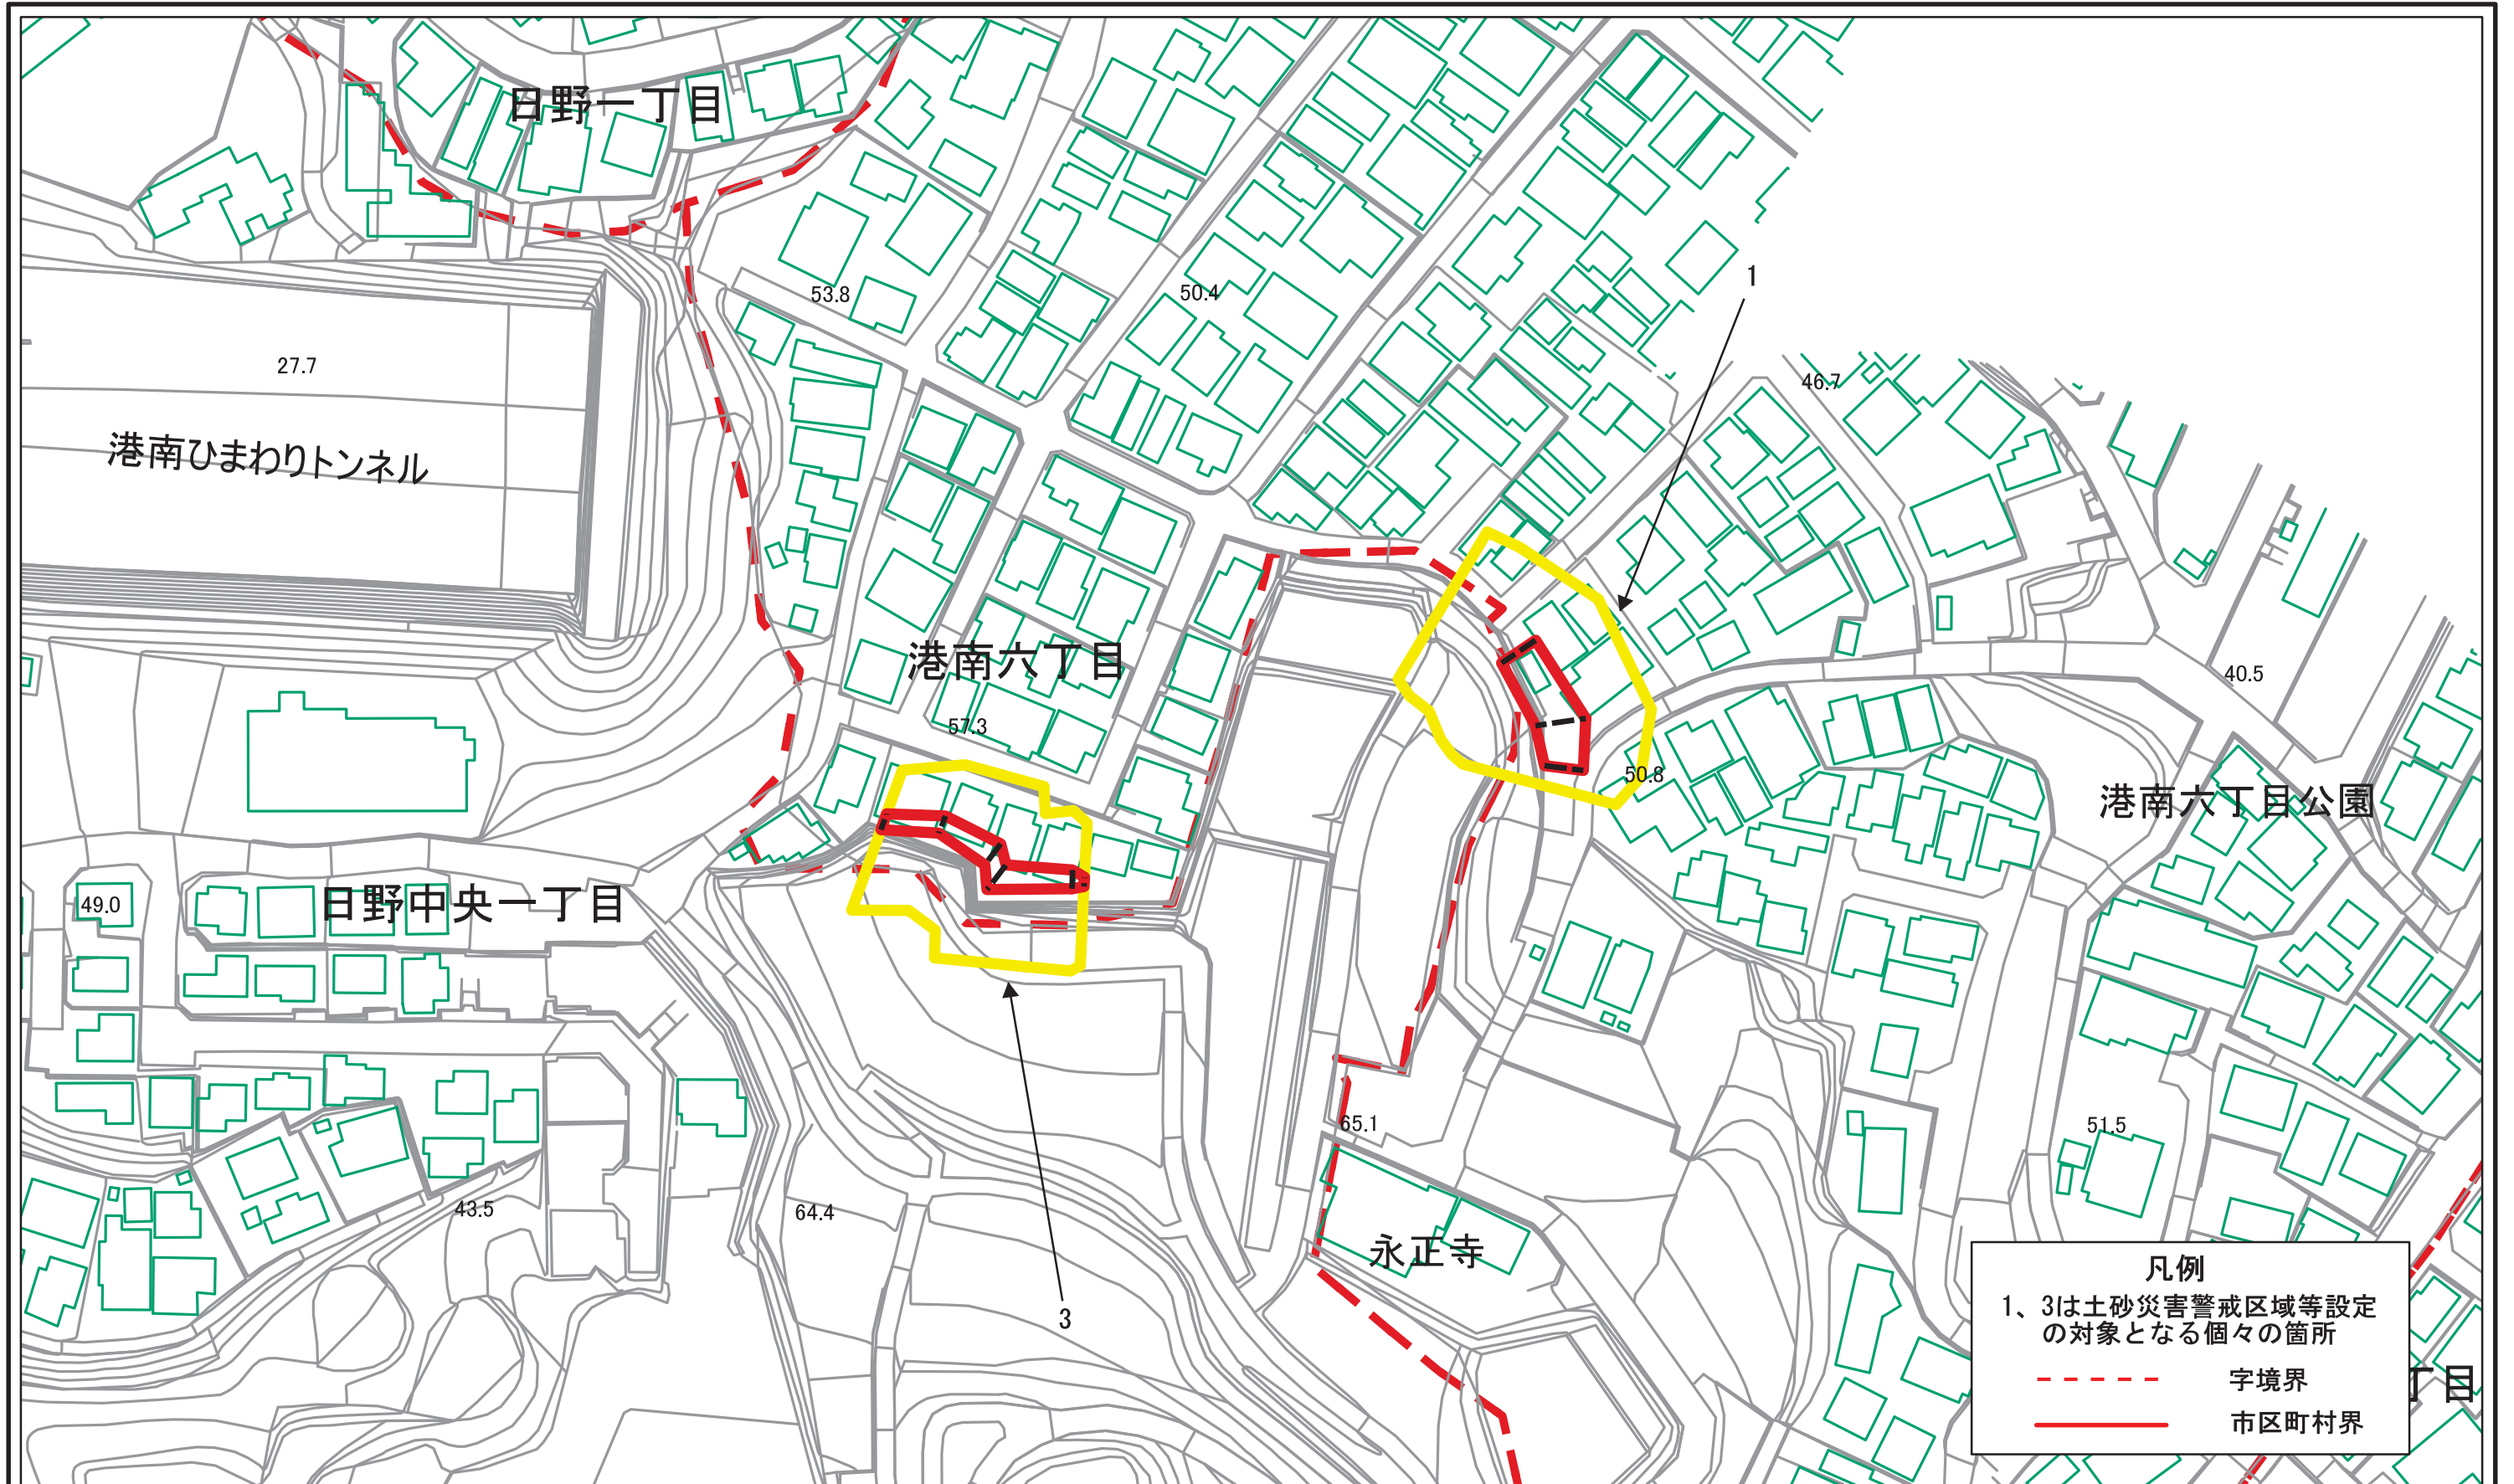 日野一丁目
53.8
50.4
1
27.7
46.7
港南ひまわりトンネル
港南六丁目
40.5
57.3
50.8
港南六丁目公園
49.0
日野中央一丁目
65.1
51.5
43.5
64.4
永正寺
3
凡例
1、3は土砂災害警戒区域等設定
の対象となる個々の箇所
字境界
丁目
市区町村界